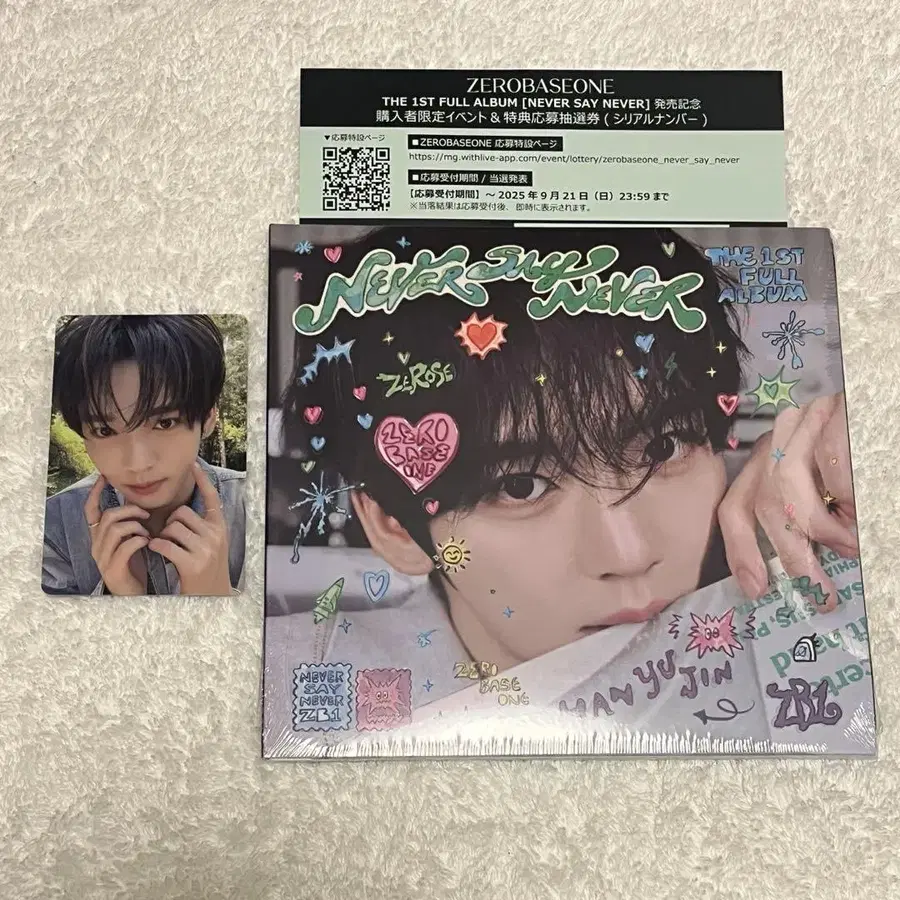 ZEROBASEONE
THE 1ST FULL ALBUM [NEVER SAY NEVER] 発売記念
購入者限定イベント & 特典応募抽選券 ( シリアルナンバー )
▼応募特設ページ
■ZEROBASEONE 応募特設ページ
https://mg.withlive-app.com/event/lottery/zerobaseone_never_say_never
■応募受付期間 / 当選発表
【応募受付期間】～ 2025 年 9 月 21 日（日）23:59 まで
※当落結果は応募受付後、即時に表示されます。
NEVER SAY NEVER
THE 1ST
FULL
ALBUM
ZEROSE
ZERO
BASE
ONE
NEVER
SAY
NEVER
ZB1
ZERO
BASE
ONE
HAN YU JIN
ZB1